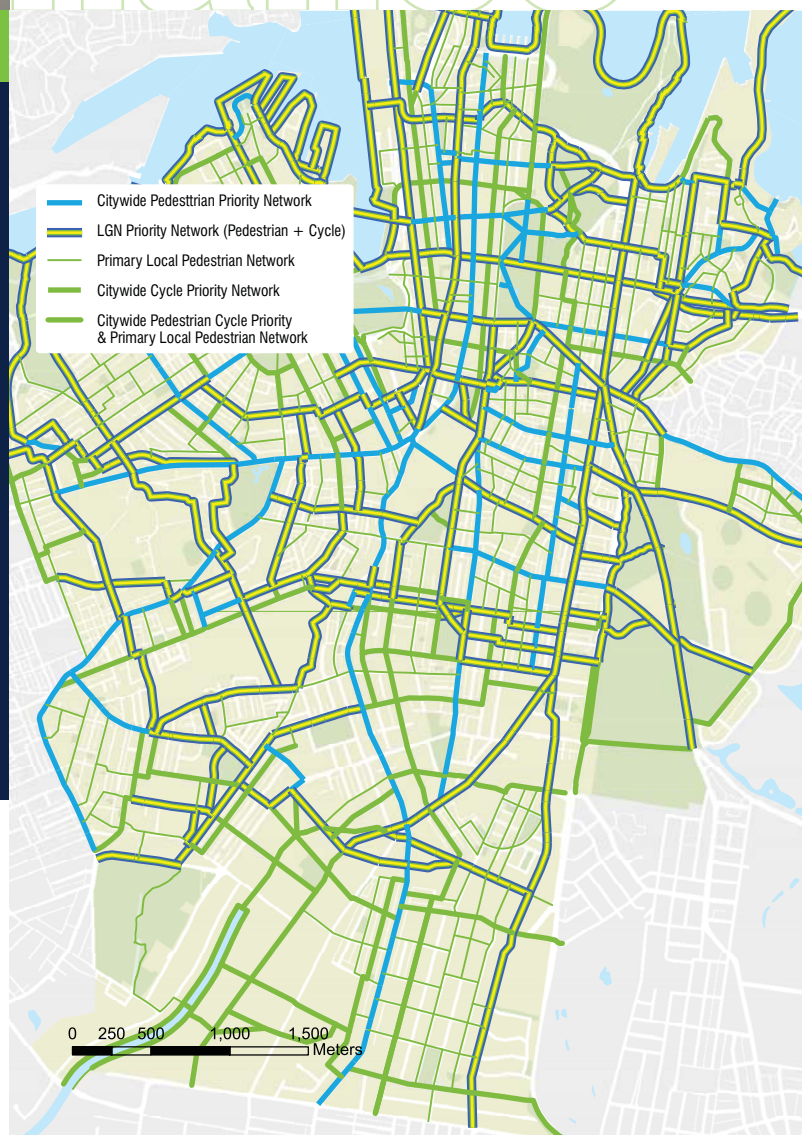 Citywide Pedesttrian Priority Network
LGN Priority Network (Pedestrian + Cycle)
Primary Local Pedestrian Network
Citywide Cycle Priority Network
Citywide Pedestrian Cycle Priority
& Primary Local Pedestrian Network
0 250 500 1,000 1,500
Meters